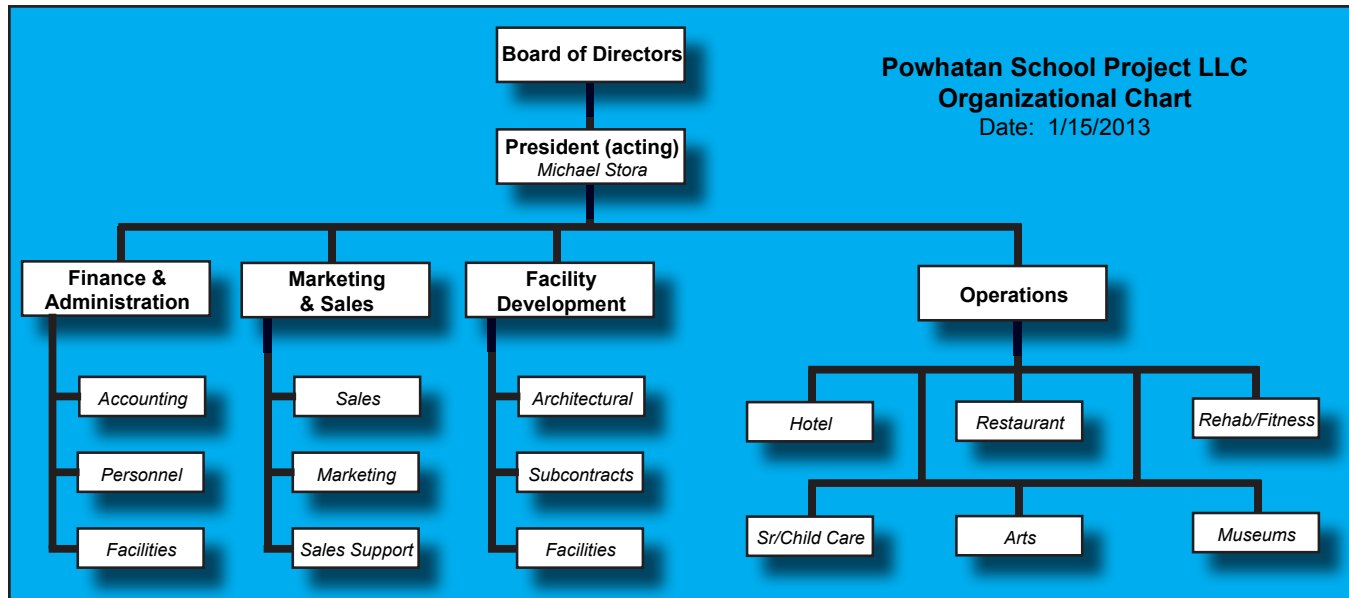 Board of Directors
Powhatan School Project LLC
Organizational Chart
Date: 1/15/2013
President (acting)
Michael Stora
Finance &
Administration
Marketing
& Sales
Facility
Development
Operations
Accounting
Sales
Architectural
Hotel
Restaurant
Rehab/Fitness
Personnel
Marketing
Subcontracts
Facilities
Sales Support
Facilities
Sr/Child Care
Arts
Museums